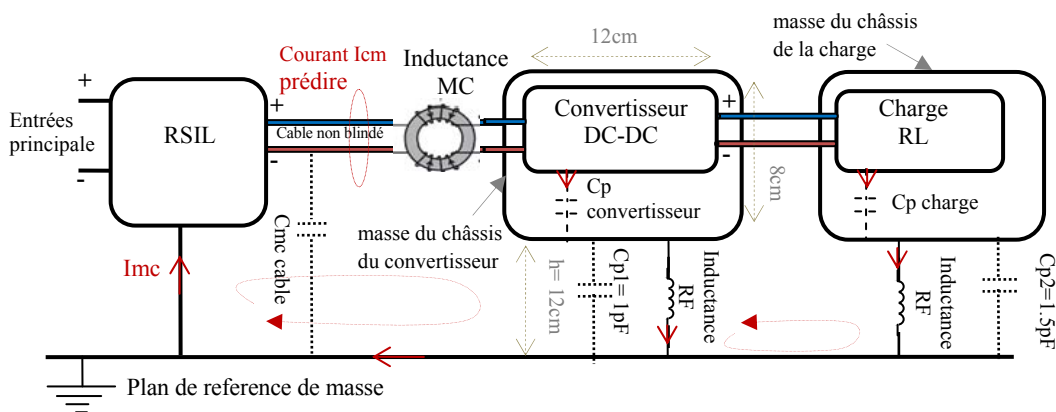 +
Entrées
principale
-
RSIL
Courant Icm
prédire
+
Cable non blindé
-
Inductance
MC
12cm
Convertisseur
DC-DC
+
-
8cm
masse du châssis
de la charge
Charge
RL
Cp
convertisseur
Cp charge
masse du châssis
du convertisseur
Imc
Cmc cable
h= 12cm
Cp1= 1pF
Inductance
RF
Inductance
RF
Cp2=1.5pF
Plan de reference de masse